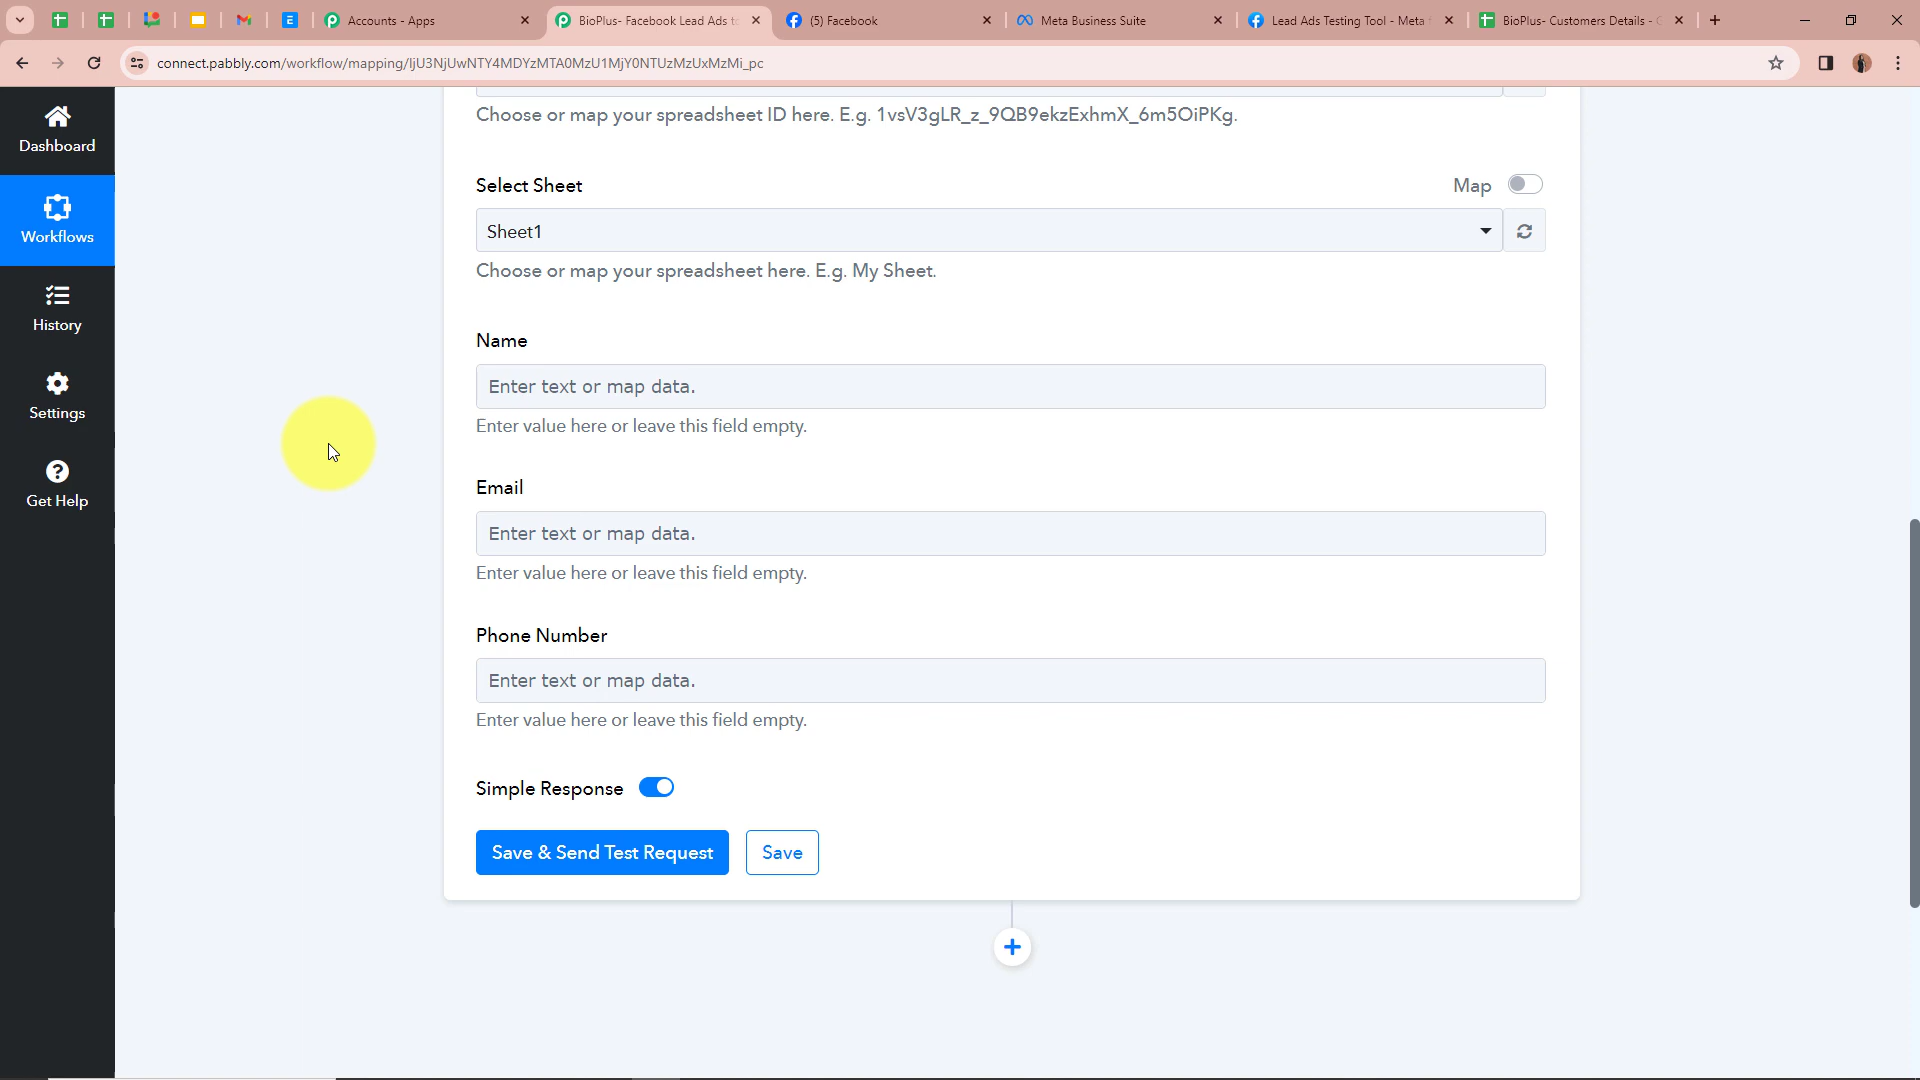 Accounts - Apps
BioPlus- Facebook Lead Ads to
(5) Facebook
Meta Business Suite
Lead Ads Testing Tool - Meta f
BioPlus- Customers Details - G
connect.pabbly.com/workflow/mapping/IjU3NjUwNTY4MDYzMTA0MzU1MjY0NTUzMzUxMzMi_pc
Dashboard
Workflows
History
Settings
Get Help
Choose or map your spreadsheet ID here. E.g. 1vsV3gLR_z_9QB9ekzExhmX_6m5OiPKg.
Select Sheet
Map
Sheet1
Choose or map your spreadsheet here. E.g. My Sheet.
Name
Enter text or map data.
Enter value here or leave this field empty.
Email
Enter text or map data.
Enter value here or leave this field empty.
Phone Number
Enter text or map data.
Enter value here or leave this field empty.
Simple Response
Save & Send Test Request
Save